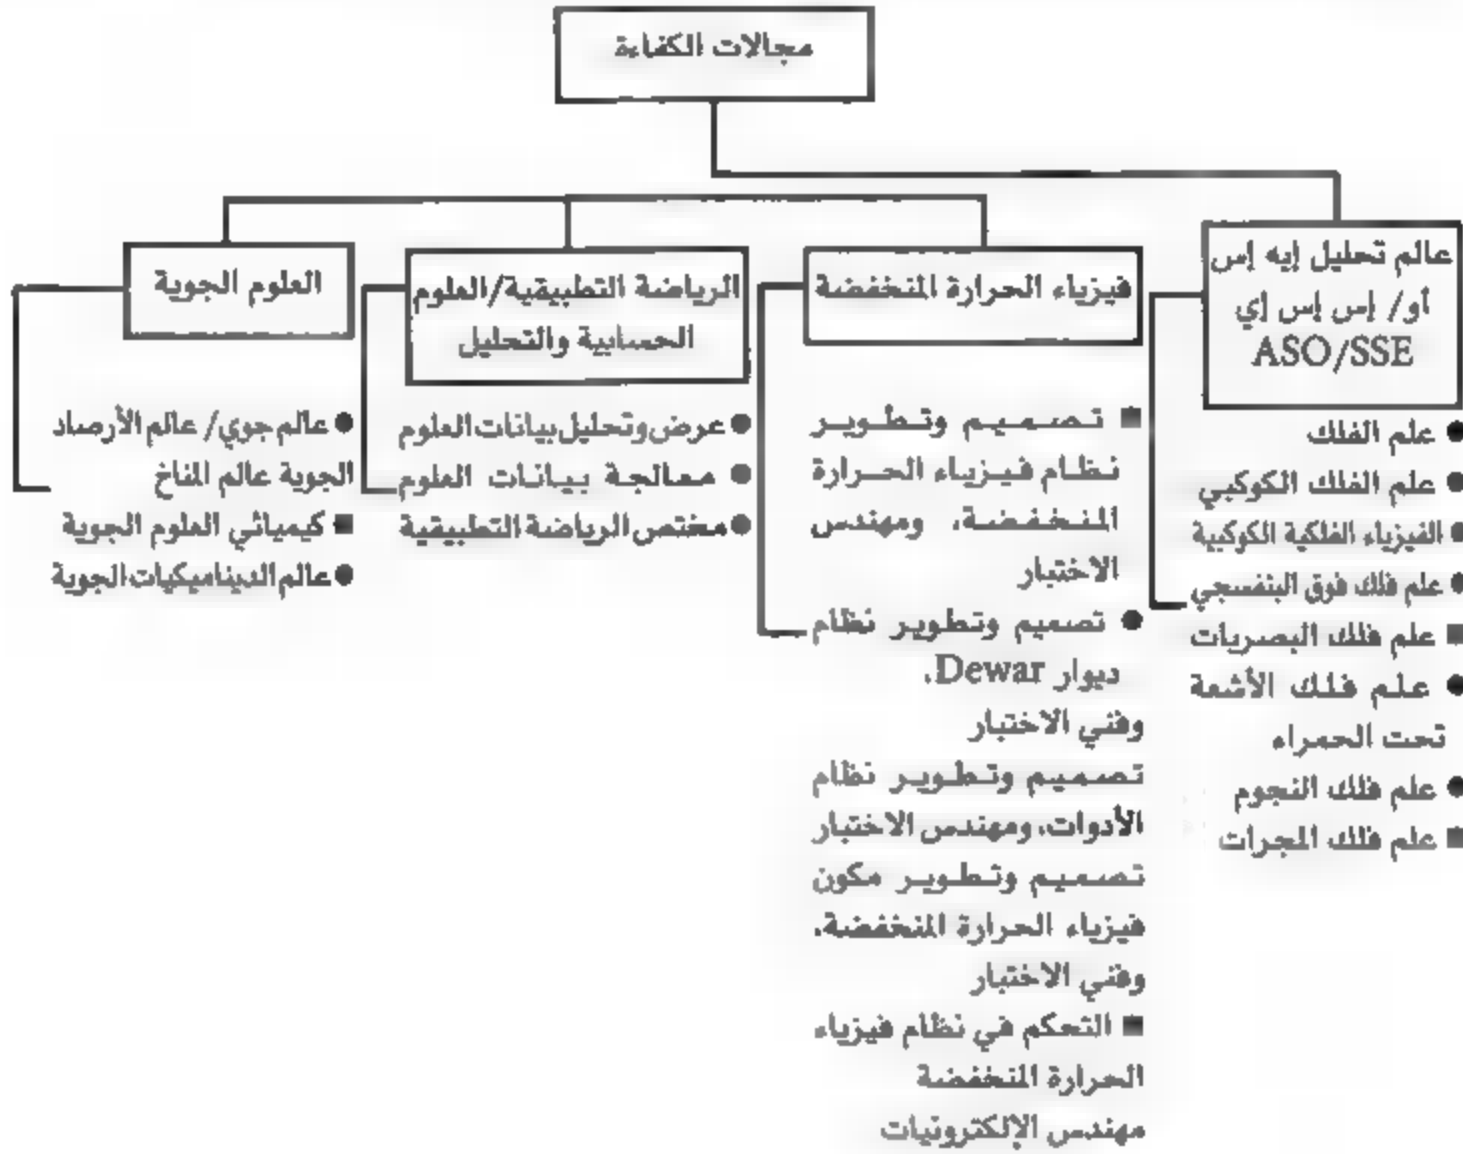 مجالات الكفاءة
عالم تحليل إيه إس
أو/ إس إس إي
ASO/SSE
● علم الفلك
● علم الفلك الكوكبي
● الفيزياء الفلكية الكوكبية
● علم فلك فوق البنفسجي
■ علم فلك البصريات
● علم فلك الأشعة
تحت الحمراء
● علم فلك النجوم
■ علم فلك المجرات
فيزياء الحرارة المنخفضة
■ تصميم وتطوير
نظام فيزياء الحرارة
المنخفضة، ومهندس
الاختبار
● تصميم وتطوير نظام
ديوار Dewar،
وفني الاختبار
تصميم وتطوير نظام
الأدوات، ومهندس الاختبار
تصميم وتطوير مكون
فيزياء الحرارة المنخفضة،
وفني الاختبار
■ التحكم في نظام فيزياء
الحرارة المنخفضة
مهندس الإلكترونيات
الرياضة التطبيقية/العلوم
الحسابية والتحليل
● عرض وتحليل بيانات العلوم
● معالجة بيانات العلوم
● مختص الرياضة التطبيقية
العلوم الجوية
● عالم جوي/ عالم الأرصاد
الجوية عالم المناخ
■ كيميائي العلوم الجوية
● عالم الديناميكيات الجوية